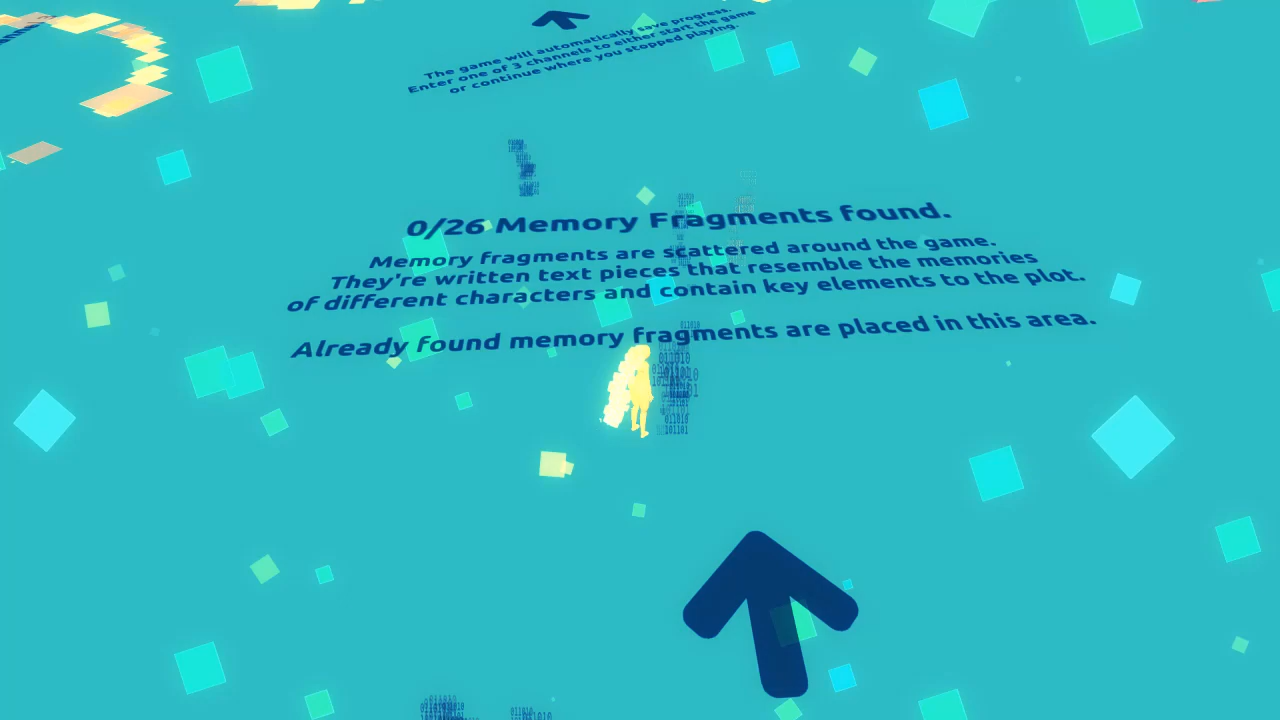 The game will automatically save progress.
Enter one of 3 channels to either start the game
or continue where you stopped playing.
0/26 Memory Fragments found.
Memory fragments are scattered around the game.
They're written text pieces that resemble the memories
of different characters and contain key elements to the plot.
Already found memory fragments are placed in this area.